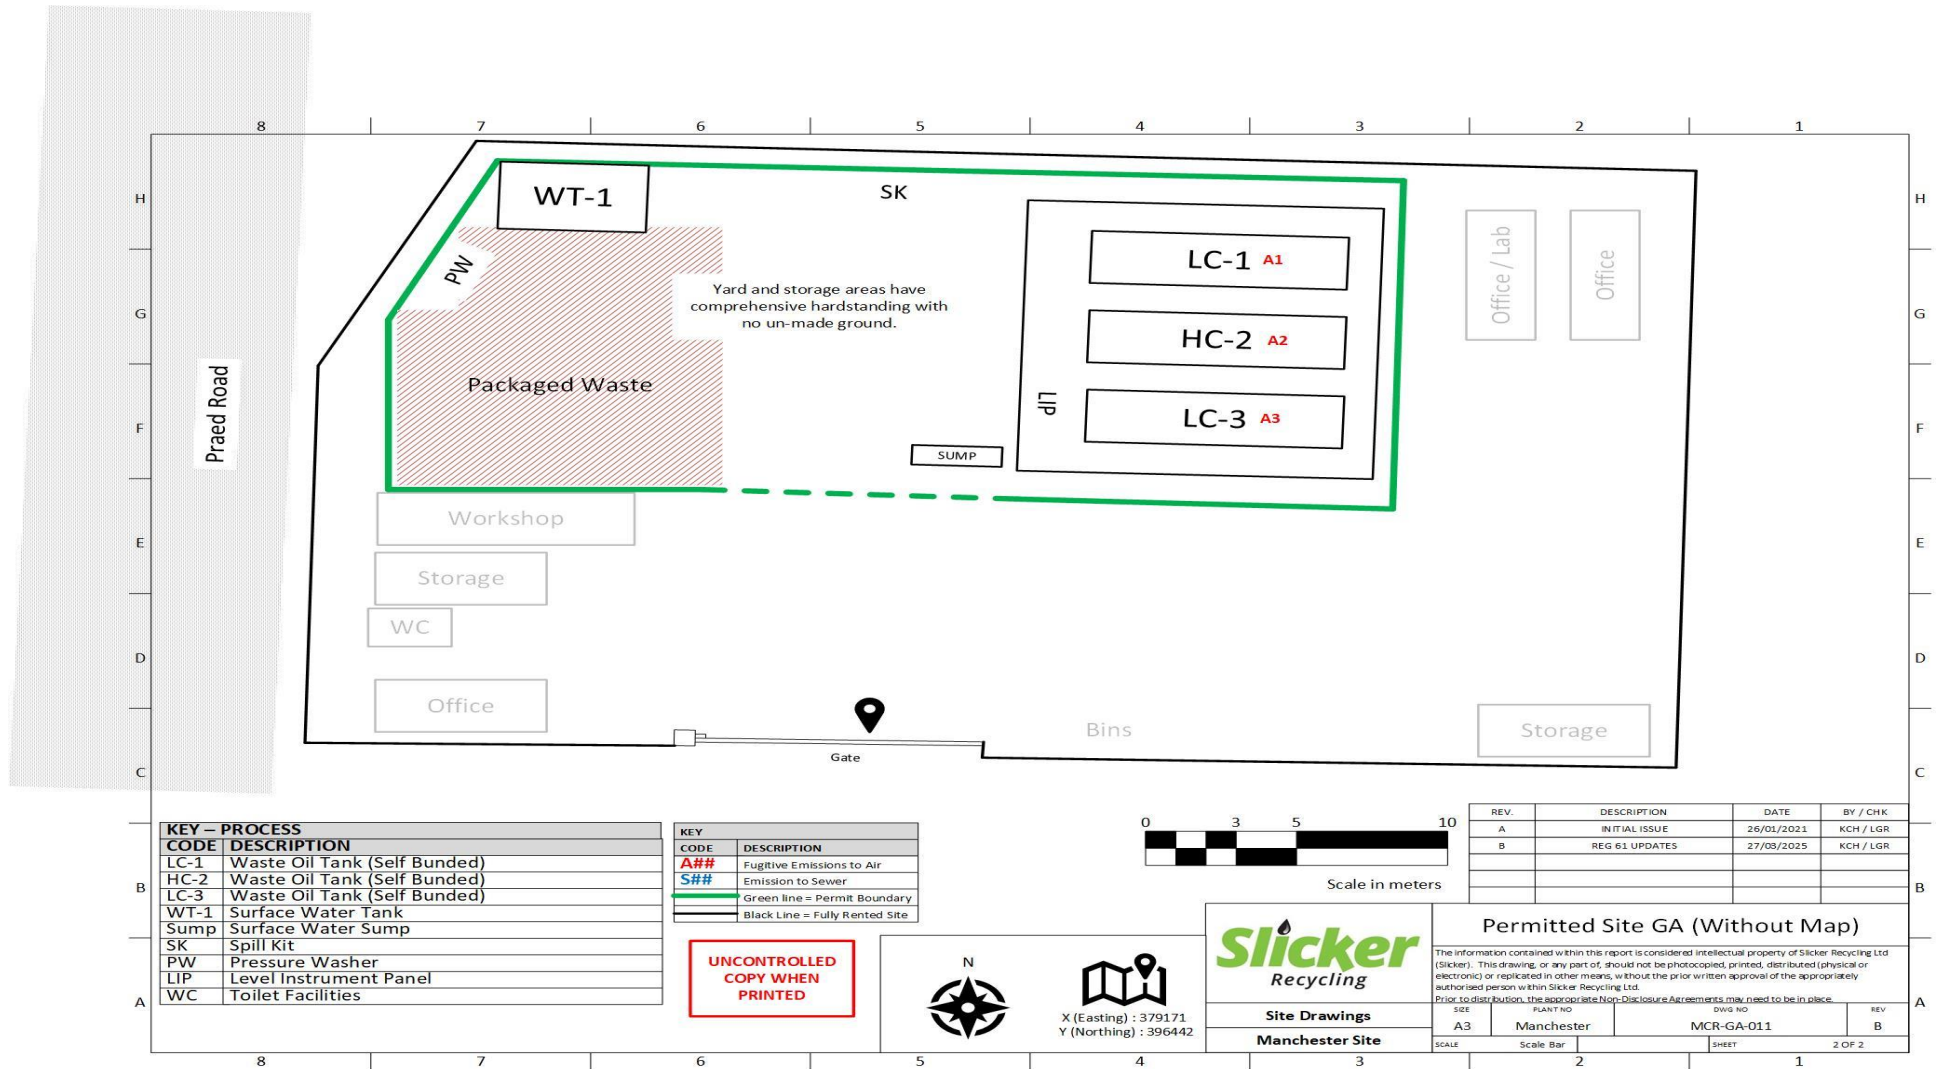 8 7 6 5 4 3 2 1
H
G
F
E
D
C
B
A
H
G
F
E
D
C
B
A
Praed Road
WT-1
SK
PW
Yard and storage areas have
comprehensive hardstanding with
no un-made ground.
Packaged Waste
LC-1 A1
HC-2 A2
LC-3 A3
LIP
SUMP
Office / Lab
Office
Workshop
Storage
WC
Office
Gate
Bins
Storage
KEY – PROCESS
CODE DESCRIPTION
LC-1 Waste Oil Tank (Self Bunded)
HC-2 Waste Oil Tank (Self Bunded)
LC-3 Waste Oil Tank (Self Bunded)
WT-1 Surface Water Tank
Sump Surface Water Sump
SK Spill Kit
PW Pressure Washer
LIP Level Instrument Panel
WC Toilet Facilities
KEY
CODE DESCRIPTION
A## Fugitive Emissions to Air
S## Emission to Sewer
Green line = Permit Boundary
Black Line = Fully Rented Site
UNCONTROLLED
COPY WHEN
PRINTED
N
X (Easting) : 379171
Y (Northing) : 396442
0 3 5 10
Scale in meters
REV. DESCRIPTION DATE BY / CHK
A INITIAL ISSUE 26/01/2021 KCH / LGR
B REG 61 UPDATES 27/03/2025 KCH / LGR
Slicker
Recycling
Site Drawings
Manchester Site
Permitted Site GA (Without Map)
The information contained within this report is considered intellectual property of Slicker Recycling Ltd
(Slicker). This drawing, or any part of, should not be photocopied, printed, distributed (physical or
electronic) or replicated in other means, without the prior written approval of the appropriately
authorised person within Slicker Recycling Ltd.
Prior to distribution, the appropriate Non-Disclosure Agreements may need to be in place.
SIZE PLANT NO DWG NO REV
A3 Manchester MCR-GA-011 B
SCALE Scale Bar SHEET 2 OF 2
8 7 6 5 4 3 2 1